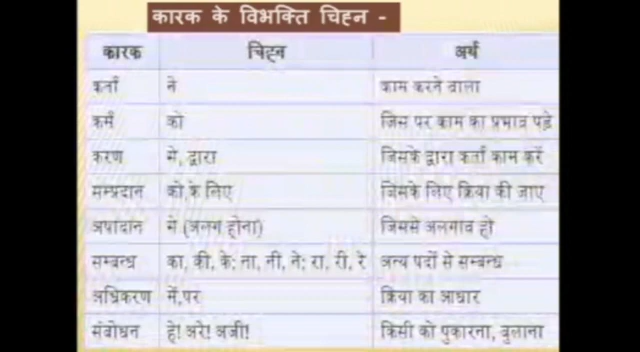 कारक के विभक्ति चिह्न -
कारक चिह्न अर्थ
कर्ता ने काम करने वाला
कर्म को जिस पर काम का प्रभाव पड़े
करण से, द्वारा जिसके द्वारा कर्ता काम करें
सम्प्रदान को,के लिए जिसके लिए क्रिया की जाए
अपादान से (अलग होना) जिससे अलगाव हो
सम्बन्ध का, की, के; ना, नी, ने; रा, री, रे अन्य पदों से सम्बन्ध
अधिकरण में,पर क्रिया का आधार
संबोधन हे! अरे! अजी! किसी को पुकारना, बुलाना